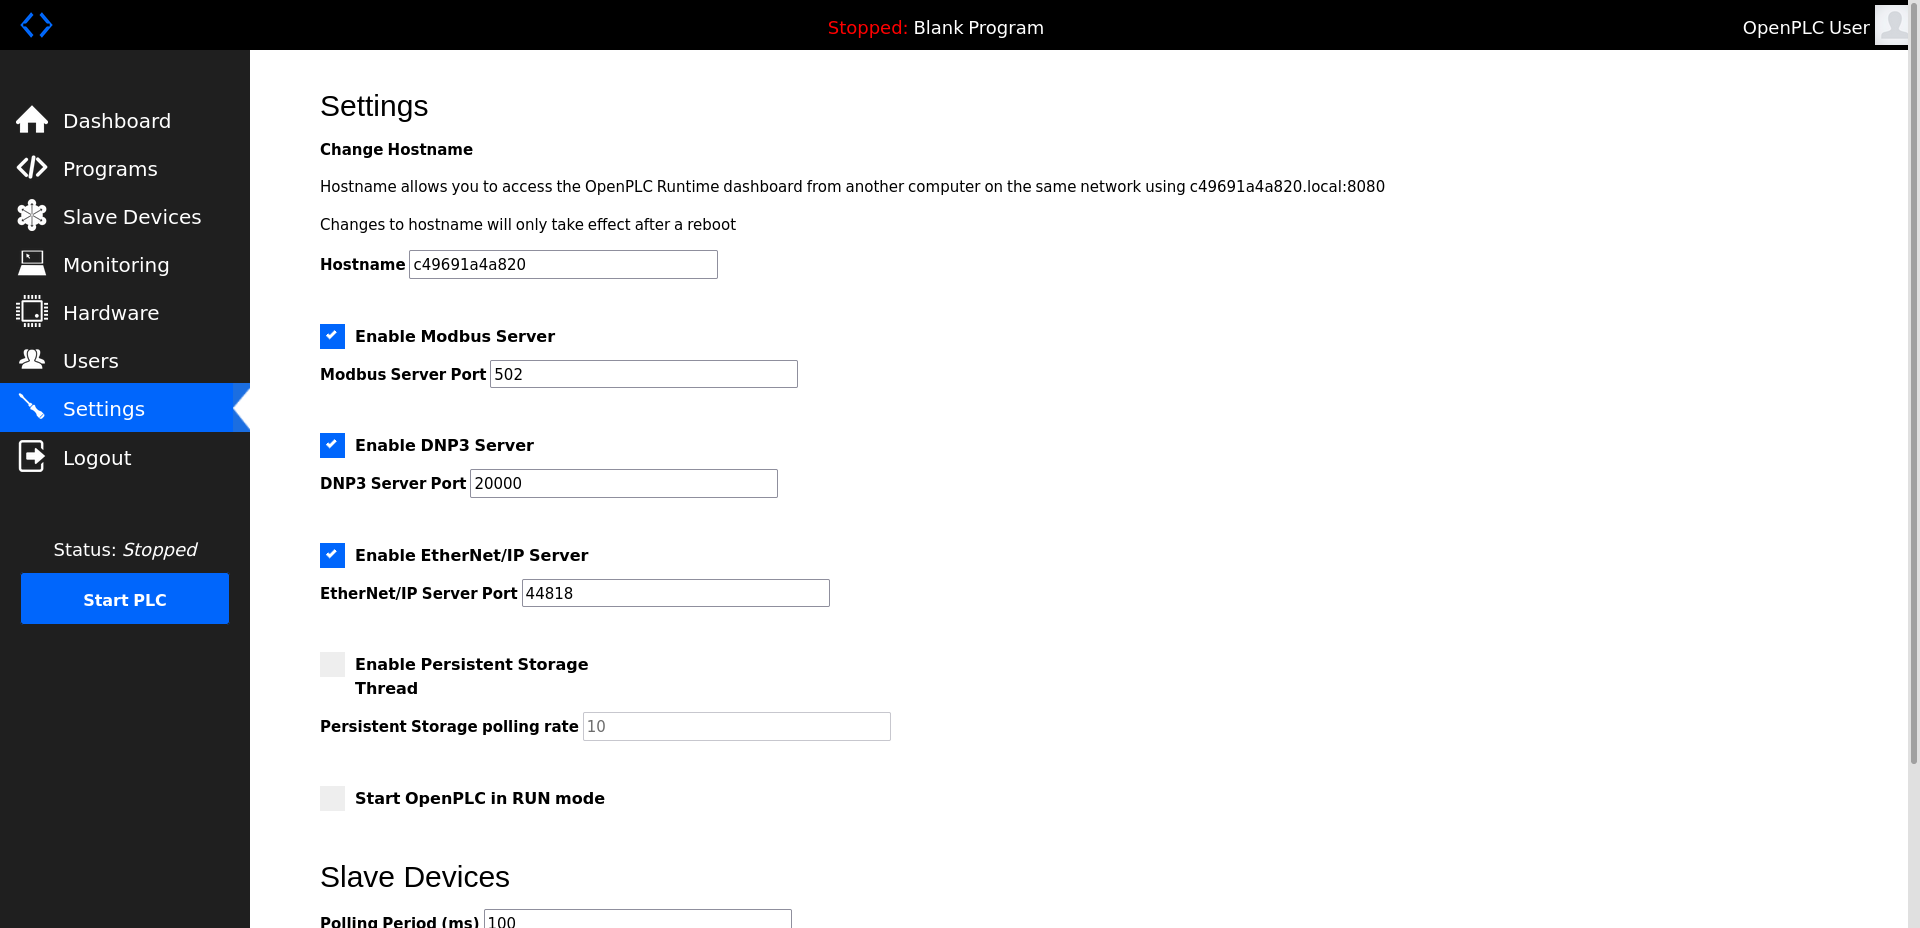 Stopped: Blank Program
OpenPLC User
Dashboard
Programs
Slave Devices
Monitoring
Hardware
Users
Settings
Logout
Status: Stopped
Start PLC
Settings
Change Hostname
Hostname allows you to access the OpenPLC Runtime dashboard from another computer on the same network using c49691a4a820.local:8080
Changes to hostname will only take effect after a reboot
Hostname c49691a4a820
Enable Modbus Server
Modbus Server Port 502
Enable DNP3 Server
DNP3 Server Port 20000
Enable EtherNet/IP Server
EtherNet/IP Server Port 44818
Enable Persistent Storage
Thread
Persistent Storage polling rate 10
Start OpenPLC in RUN mode
Slave Devices
Polling Period (ms) 100